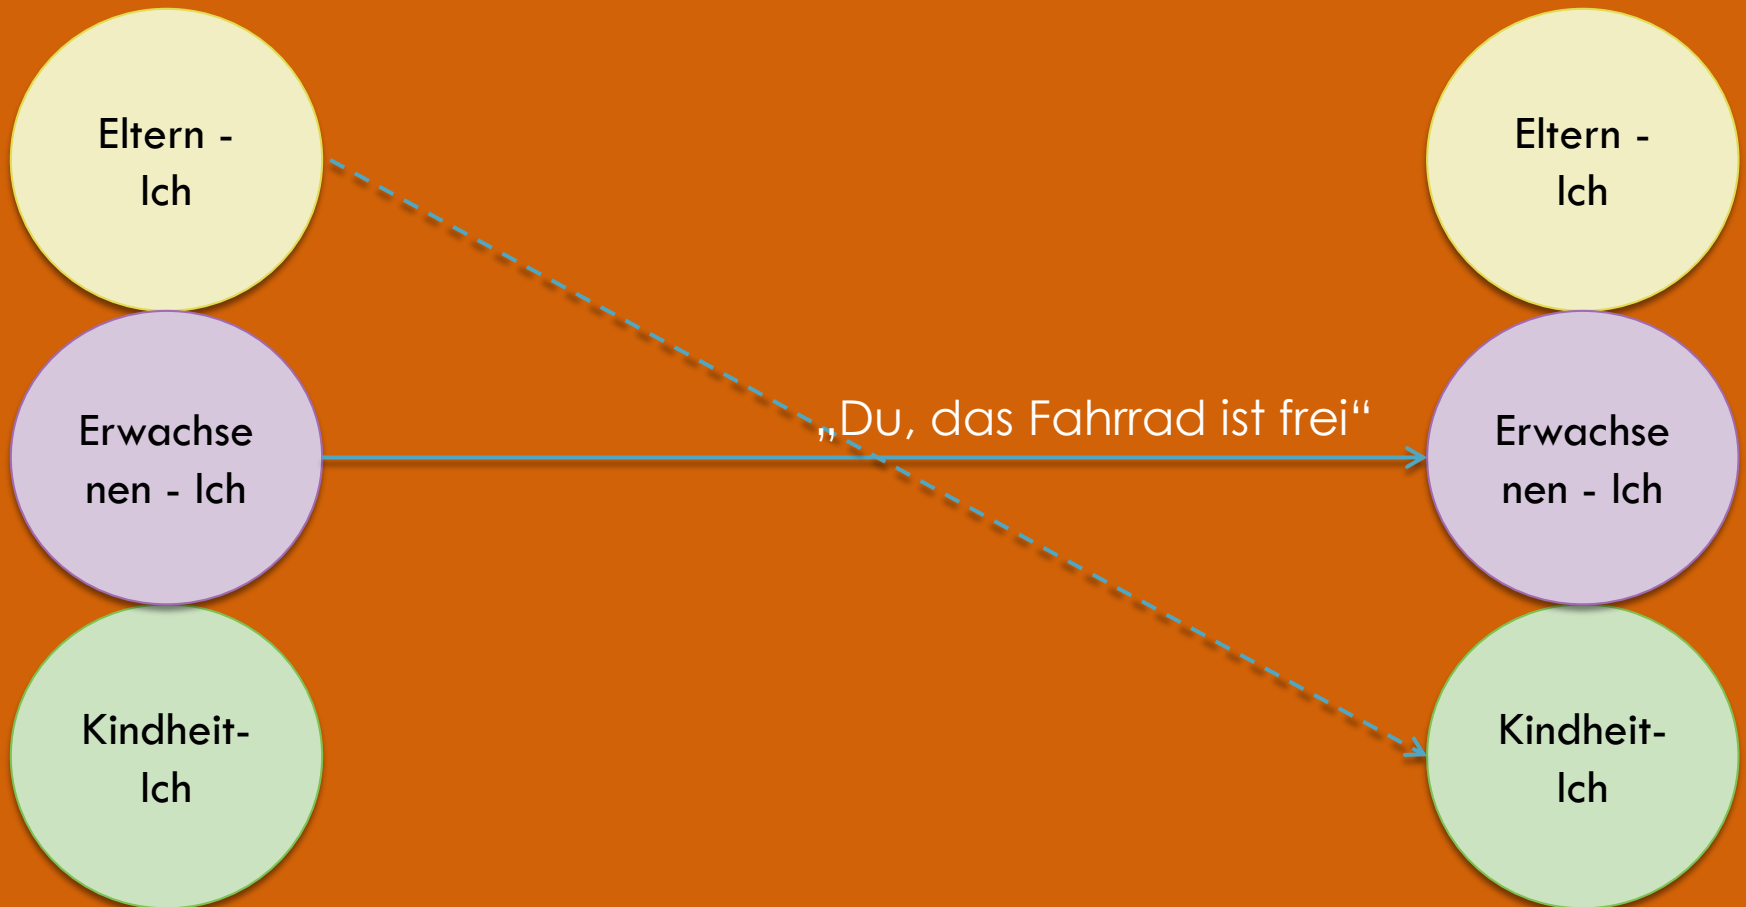 Eltern -
Ich
Eltern -
Ich
„Du, das Fahrrad ist frei“
Erwachse
nen - Ich
Erwachse
nen - Ich
Kindheit-
Ich
Kindheit-
Ich